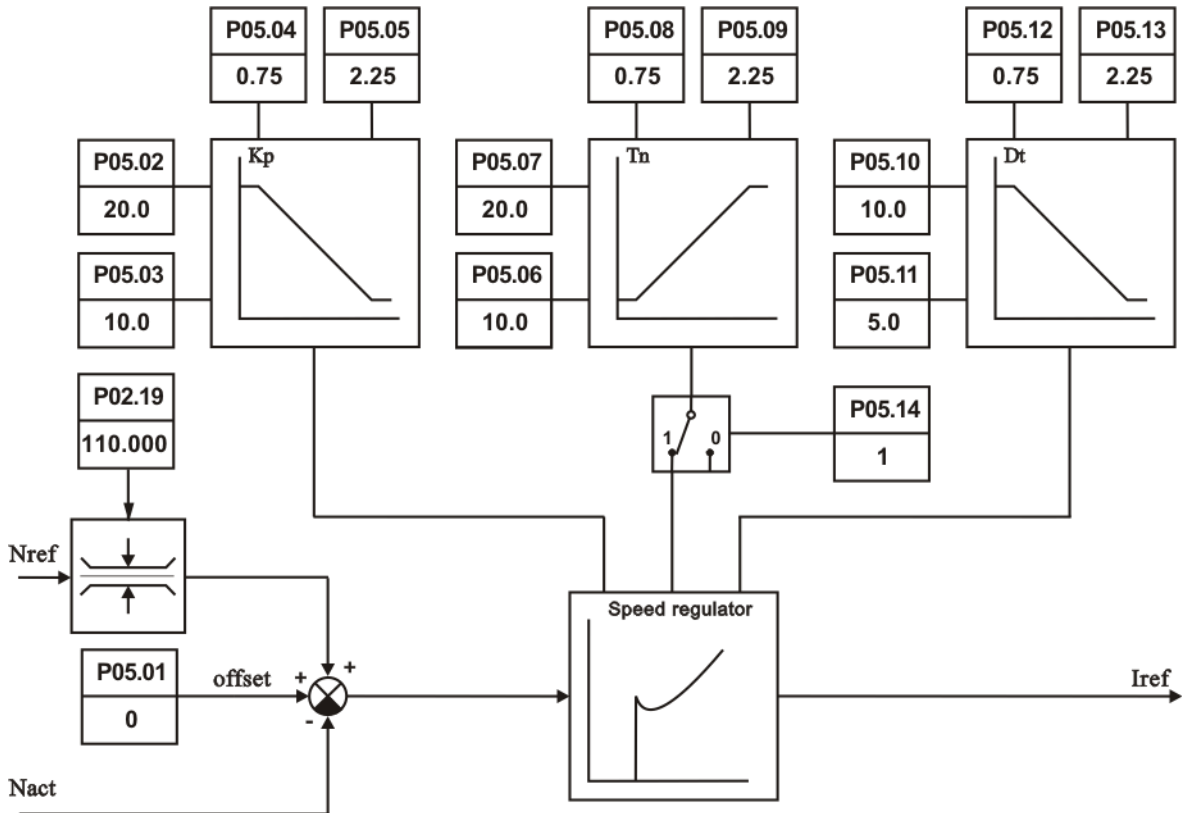 P05.04
P05.05
P05.08
P05.09
P05.12
P05.13
0.75
2.25
0.75
2.25
0.75
2.25
P05.02
20.0
Kp
P05.07
20.0
Tn
P05.10
10.0
Dt
P05.03
10.0
P05.06
10.0
P05.11
5.0
P02.19
110.000
1
0
P05.14
1
Nref
Speed regulator
P05.01
0
offset
+
+
-
Iref
Nact